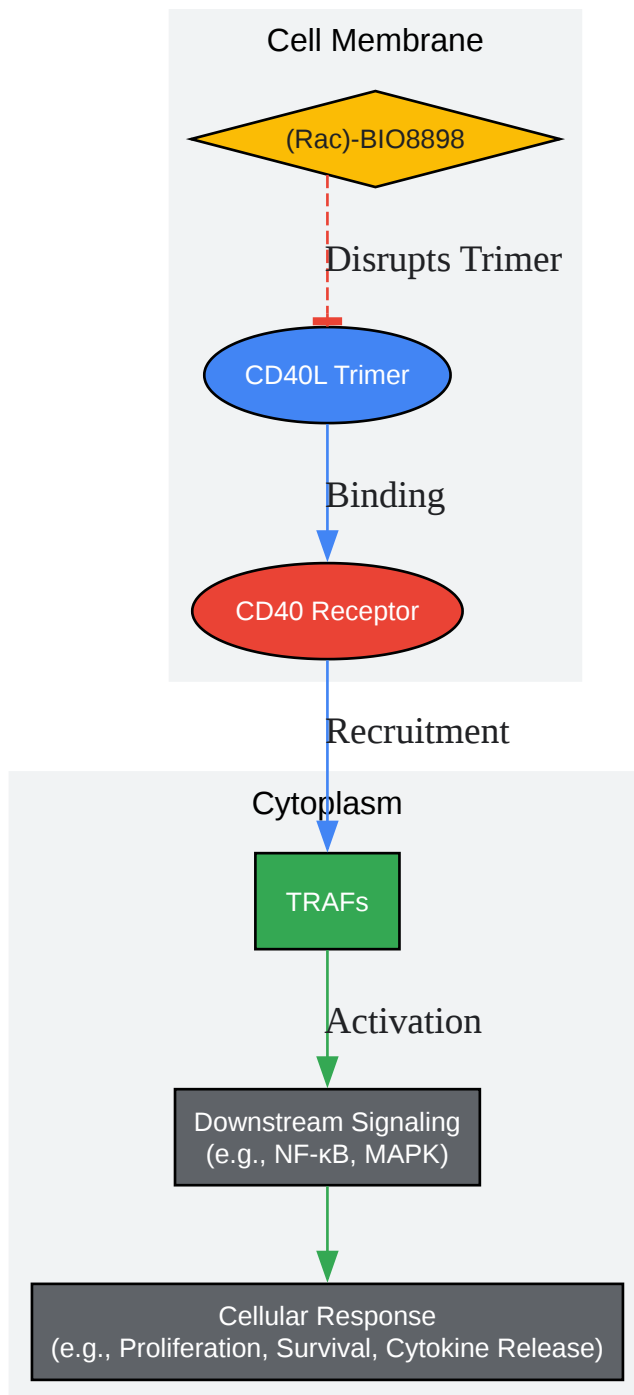 Cell Membrane
(Rac)-BIO8898
Disrupts Trimer
CD40L Trimer
Binding
CD40 Receptor
Recruitment
Cytoplasm
TRAFs
Activation
Downstream Signaling
(e.g., NF-κB, MAPK)
Cellular Response
(e.g., Proliferation, Survival, Cytokine Release)